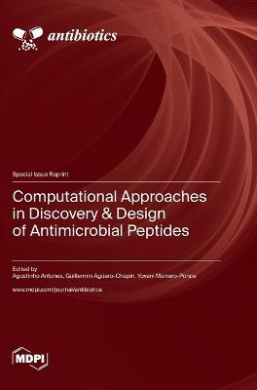 antibiotics
Special Issue Reprint
Computational Approaches
in Discovery & Design
of Antimicrobial Peptides
Edited by
Agostinho Antunes, Guillermin Agüero-Chapin, Yovani Marrero-Ponce
www.mdpi.com/journal/antibiotics
MDPI